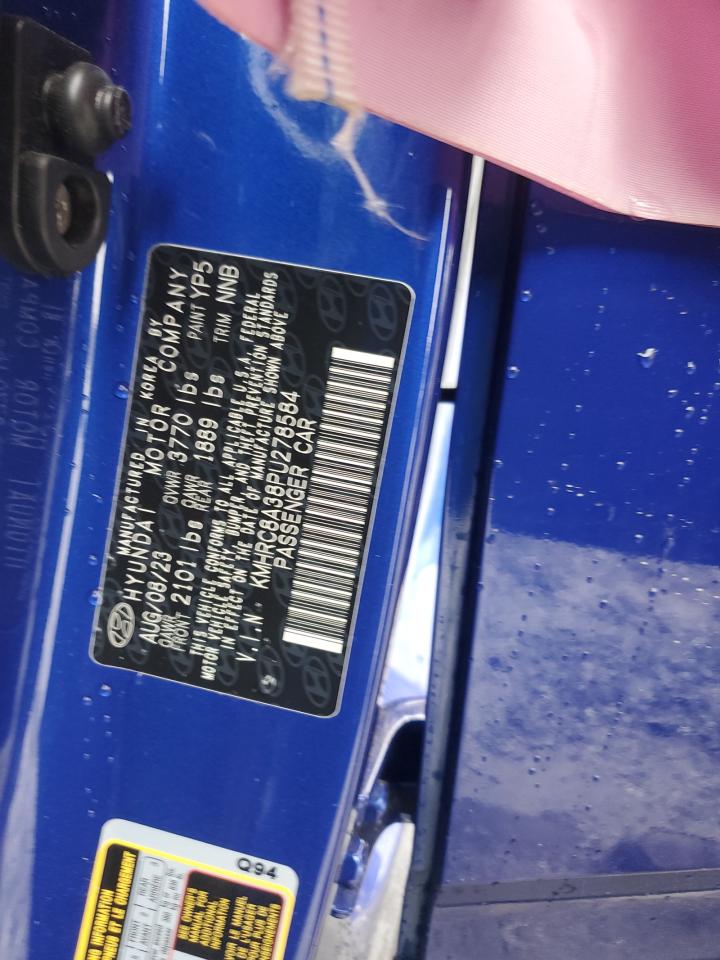 MANUFACTURED IN KOREA BY
HYUNDAI MOTOR COMPANY
AUG/08/23 GVWR 3770 lbs PAINT YP5
GAWR FRONT 2101 lbs GAWR REAR 1889 lbs TRIM NNB
THIS VEHICLE CONFORMS TO ALL APPLICABLE U.S.A. FEDERAL
MOTOR VEHICLE SAFETY, BUMPER, AND THEFT PREVENTION STANDARDS
IN EFFECT ON THE DATE OF MANUFACTURE SHOWN ABOVE
V.I.N. KMHRC8A38PU278584
PASSENGER CAR
Q94